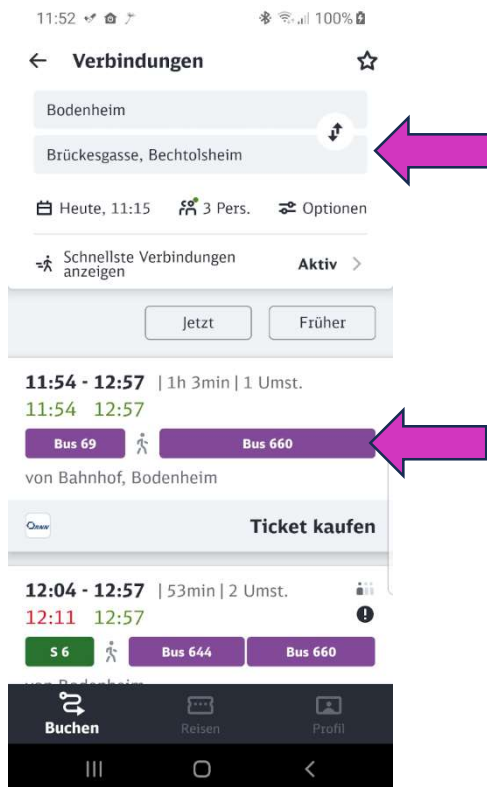 11:52 100%
Verbindungen
Bodenheim
Brückesgasse, Bechtolsheim
Heute, 11:15 3 Pers. Optionen
Schnellste Verbindungen anzeigen Aktiv
Jetzt Früher
11:54 - 12:57 | 1h 3min | 1 Umst.
11:54 12:57
Bus 69 Bus 660
von Bahnhof, Bodenheim
Ticket kaufen
12:04 - 12:57 | 53min | 2 Umst.
12:11 12:57
S 6 Bus 644 Bus 660
von Bodenheim
Buchen Reisen Profil